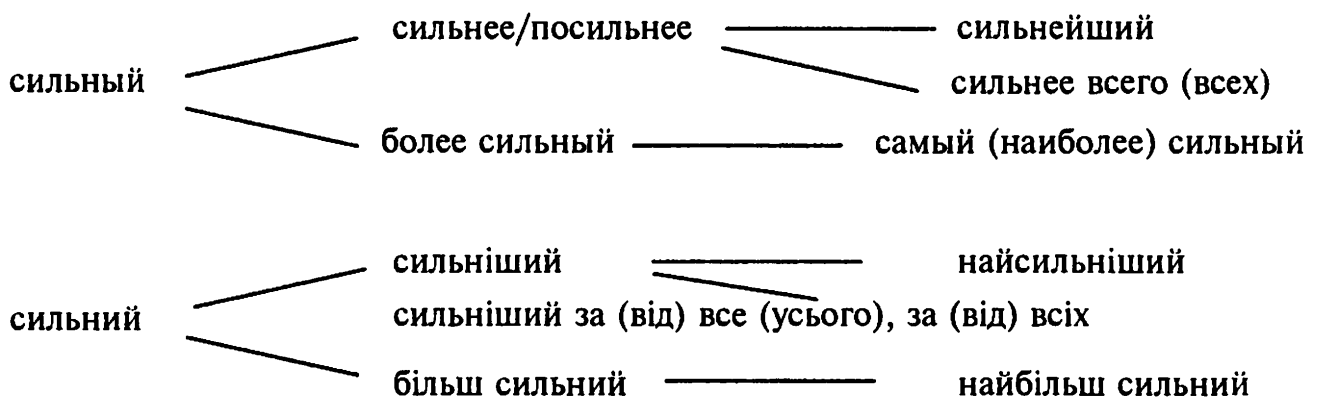 сильнее/посильнее сильнейший
сильный сильнее всего (всех)
более сильный самый (наиболее) сильный
сильніший найсильніший
сильний сильніший за (від) все (усього), за (від) всіх
більш сильний найбільш сильний